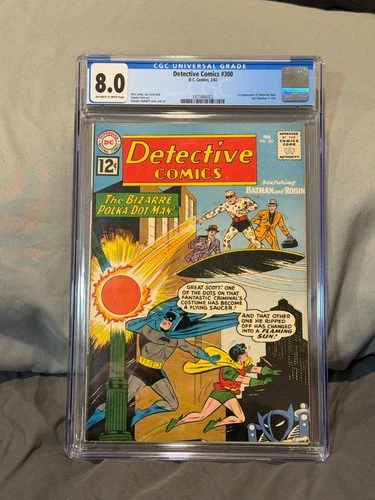 CGC UNIVERSAL GRADE
8.0
Detective Comics #300
D.C. Comics, 2/62
DC
12¢
Detective
COMICS
FEB.
NO. 300
APPROVED
BY THE
COMICS
CODE
AUTHORITY
featuring
BATMAN and ROBIN
The BIZARRE
POLKA-DOT MAN!
GREAT SCOTT! ONE
OF THE DOTS ON THAT
FANTASTIC CRIMINAL'S
COSTUME HAS BECOME
A FLYING SAUCER!
AND THAT OTHER
ONE HE RIPPED
OFF HAS CHANGED
INTO A FLAMING
SUN!